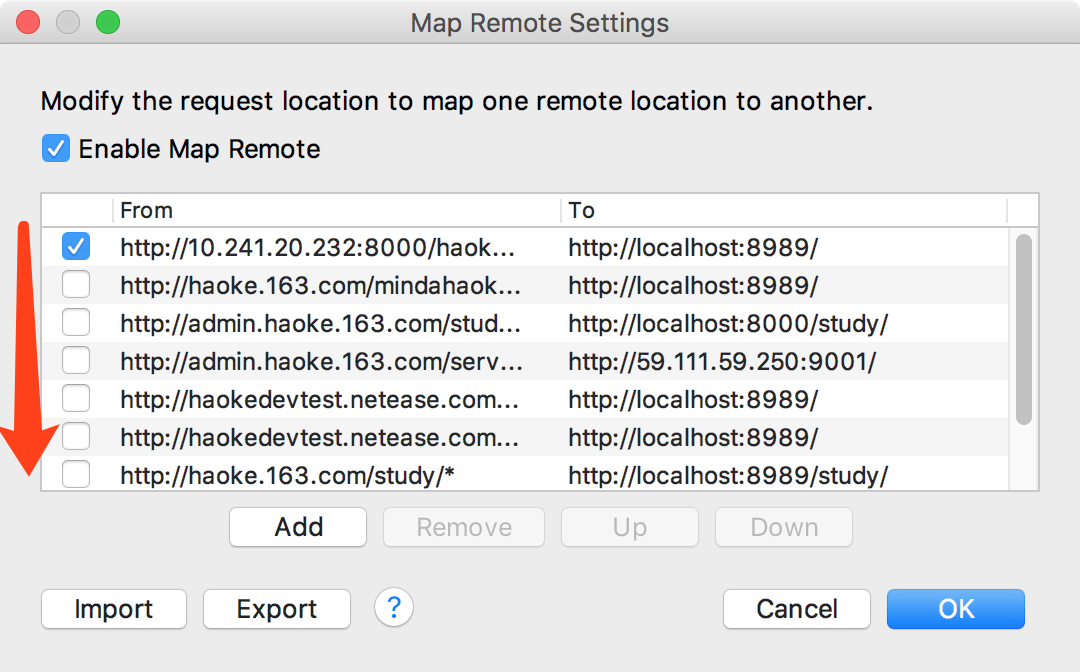 Map Remote Settings
Modify the request location to map one remote location to another.
Enable Map Remote
From To
http://10.241.20.232:8000/haok... http://localhost:8989/
http://haoke.163.com/mindahaok... http://localhost:8989/
http://admin.haoke.163.com/stud... http://localhost:8000/study/
http://admin.haoke.163.com/serv... http://59.111.59.250:9001/
http://haokedevtest.netease.com... http://localhost:8989/
http://haokedevtest.netease.com... http://localhost:8989/
http://haoke.163.com/study/* http://localhost:8989/study/
Add Remove Up Down
Import Export ? Cancel OK